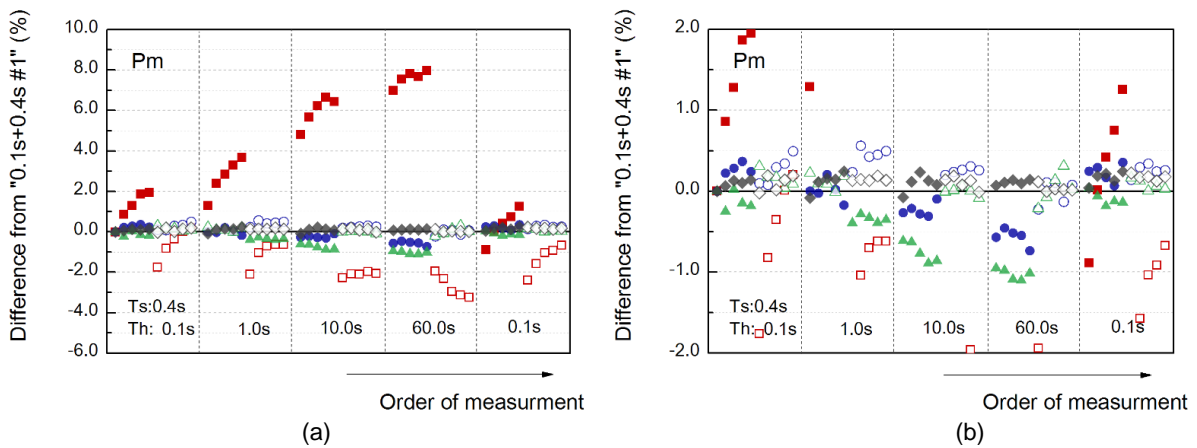 Difference from "0.1s+0.4s #1" (%)
10.0
8.0
6.0
4.0
2.0
0.0
-2.0
-4.0
-6.0
Pm
Ts:0.4s
Th: 0.1s 1.0s 10.0s 60.0s 0.1s
Order of measurment
(a)
Difference from "0.1s+0.4s #1" (%)
2.0
1.0
0.0
-1.0
-2.0
Pm
Ts:0.4s
Th: 0.1s 1.0s 10.0s 60.0s 0.1s
Order of measurment
(b)